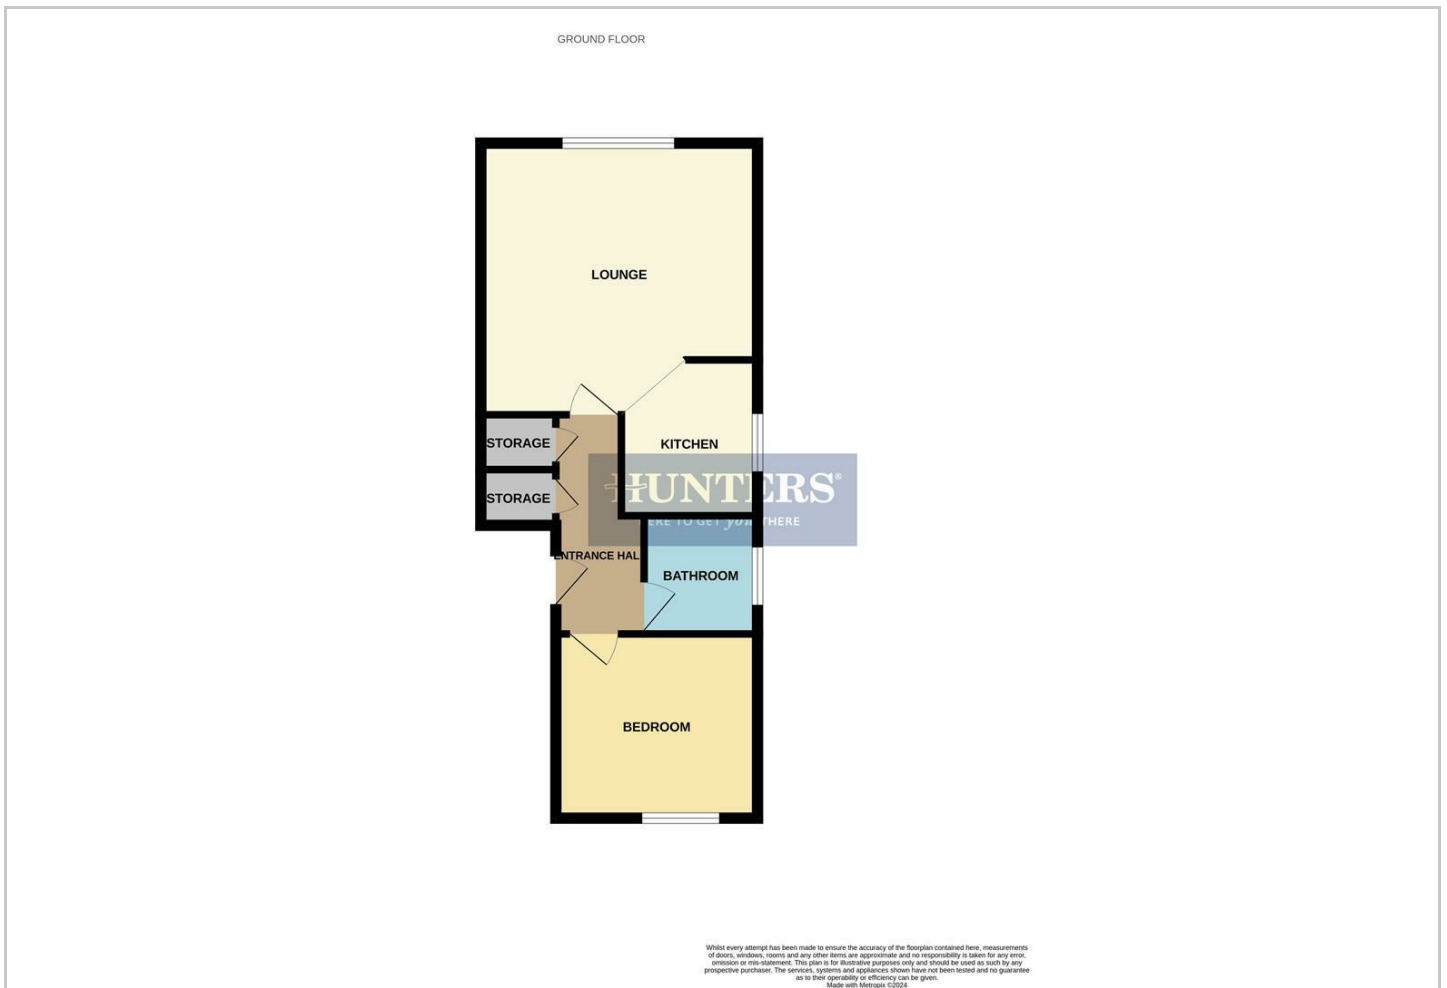 GROUND FLOOR
LOUNGE
STORAGE
KITCHEN
HUNTERS®
STORAGE
HERE TO GET you THERE
ENTRANCE HALL
BATHROOM
BEDROOM
Whilst every attempt has been made to ensure the accuracy of the floorplan contained here, measurements
of doors, windows, rooms and any other items are approximate and no responsibility is taken for any error,
omission or mis-statement. This plan is for illustrative purposes only and should be used as such by any
prospective purchaser. The services, systems and appliances shown have not been tested and no guarantee
as to their operability or efficiency can be given.
Made with Metropix ©2024